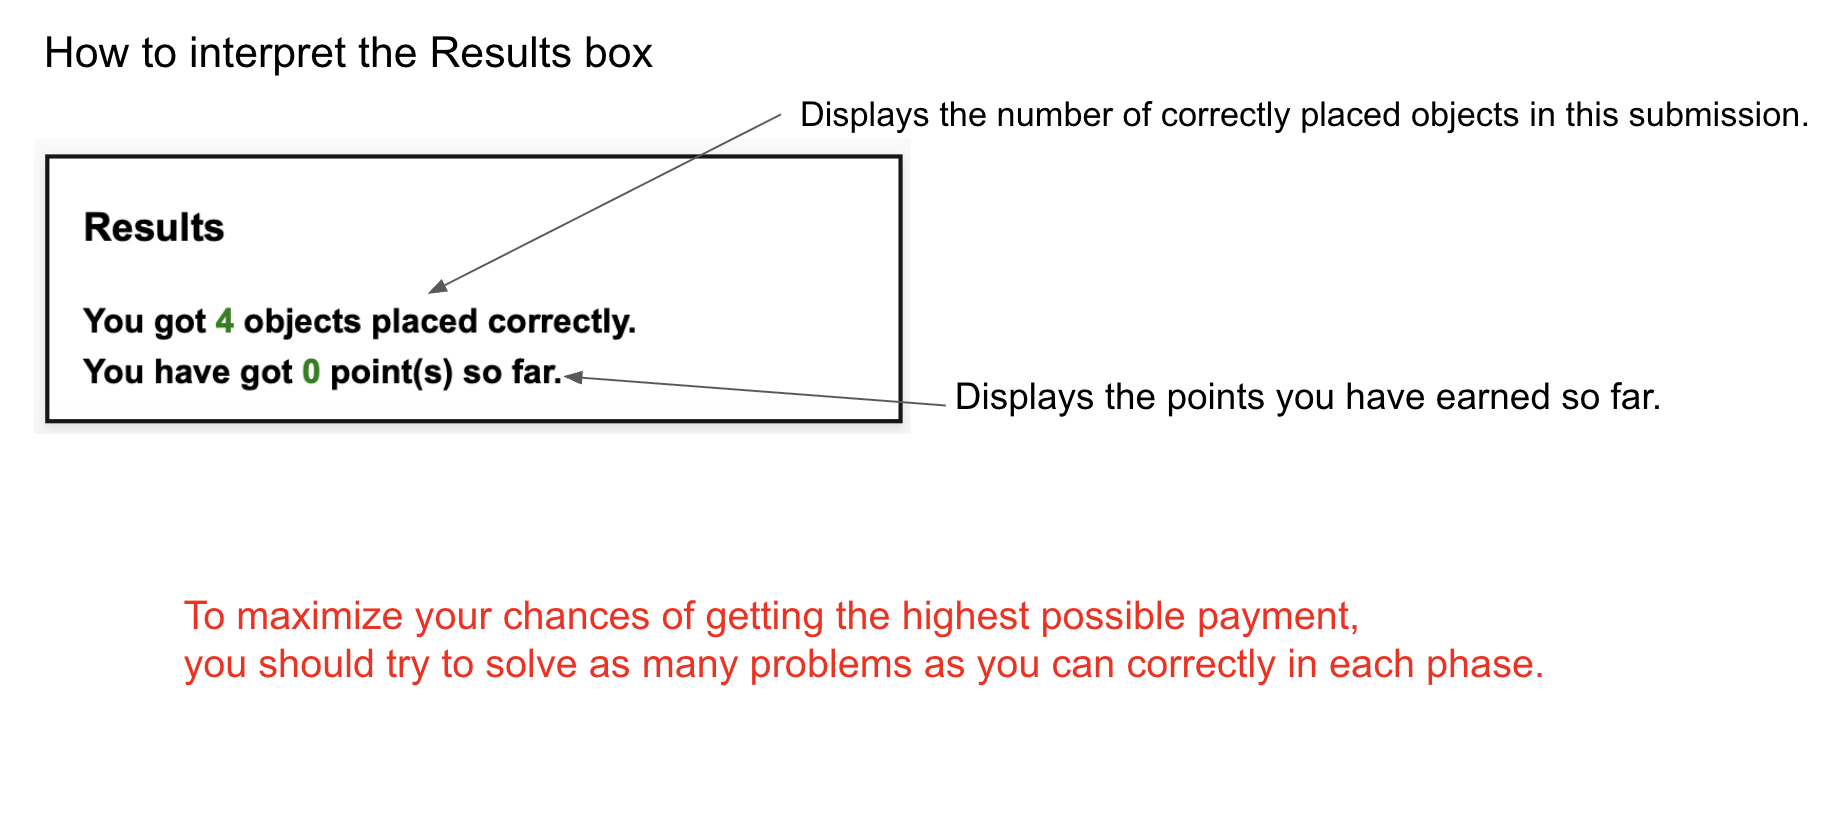 How to interpret the Results box
Displays the number of correctly placed objects in this submission.
Results
You got 4 objects placed correctly.
You have got 0 point(s) so far.
Displays the points you have earned so far.
To maximize your chances of getting the highest possible payment,
you should try to solve as many problems as you can correctly in each phase.